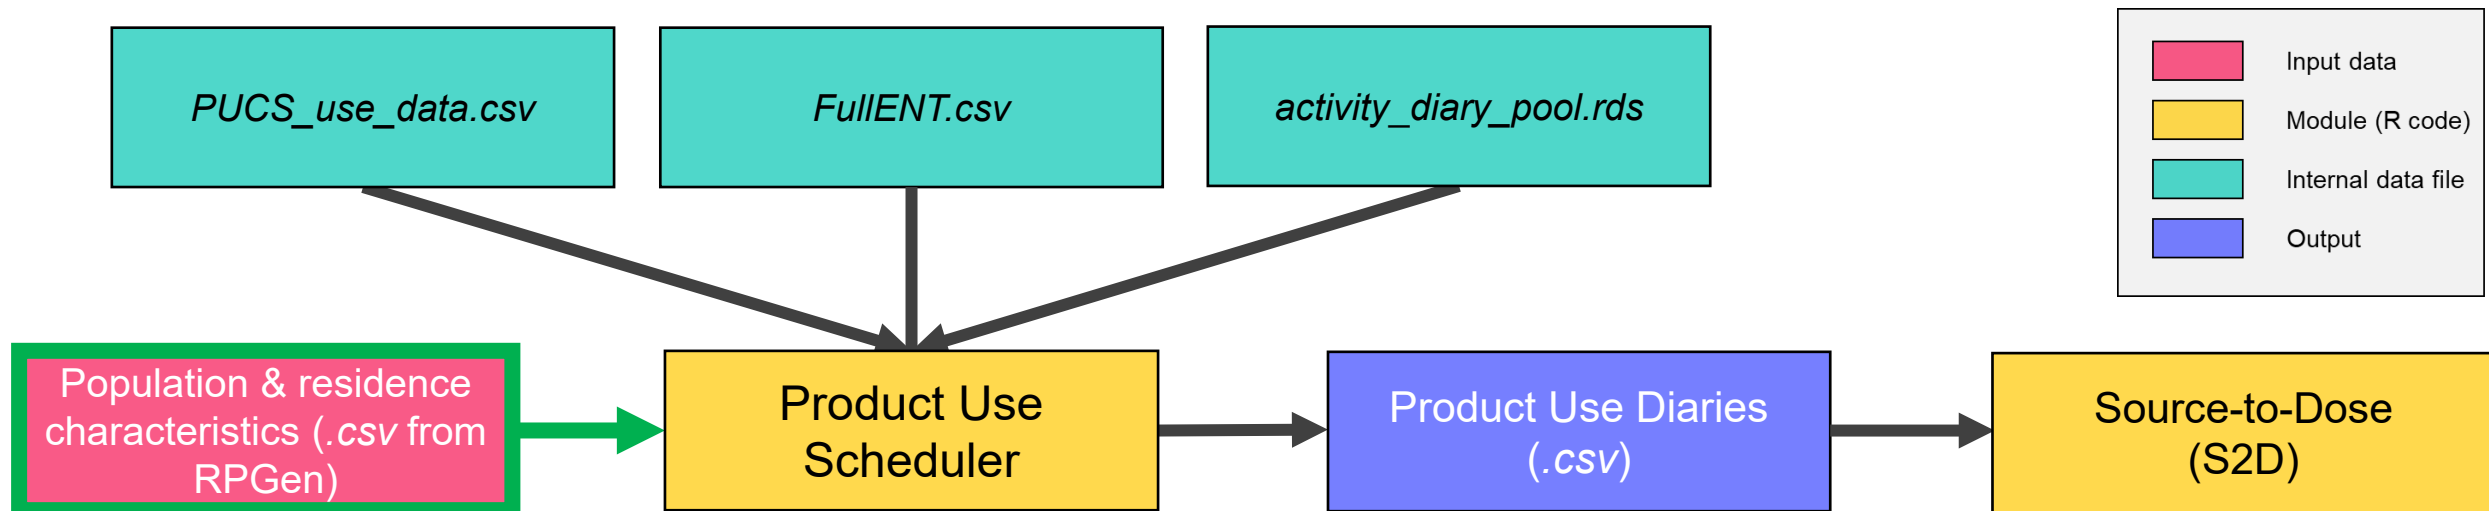 PUCS_use_data.csv
FullENT.csv
activity_diary_pool.rds
Input data
Module (R code)
Internal data file
Output
Population & residence
characteristics (.csv from
RPGen)
Product Use
Scheduler
Product Use Diaries
(.csv)
Source-to-Dose
(S2D)